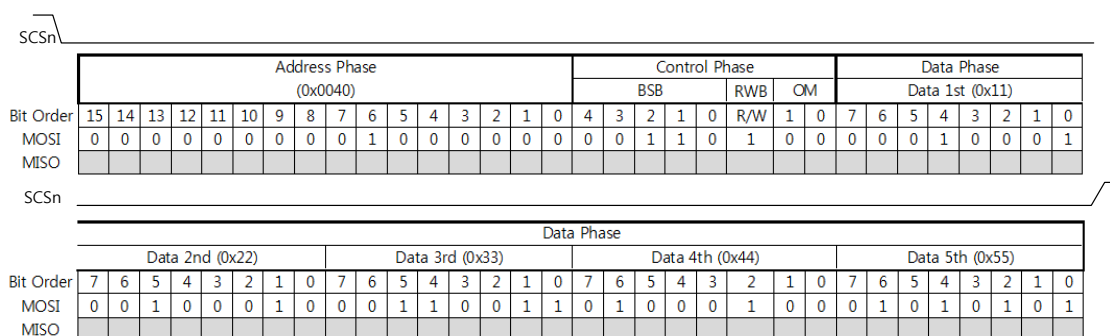 SCSn
Address Phase Control Phase Data Phase
(0x0040) BSB RWB OM Data 1st (0x11)
Bit Order 15 14 13 12 11 10 9 8 7 6 5 4 3 2 1 0 4 3 2 1 0 R/W 1 0 7 6 5 4 3 2 1 0
MOSI 0 0 0 0 0 0 0 0 0 1 0 0 0 0 0 0 0 0 1 1 0 1 0 0 0 0 0 1 0 0 0 1
MISO
SCSn
Data Phase
Data 2nd (0x22) Data 3rd (0x33) Data 4th (0x44) Data 5th (0x55)
Bit Order 7 6 5 4 3 2 1 0 7 6 5 4 3 2 1 0 7 6 5 4 3 2 1 0 7 6 5 4 3 2 1 0
MOSI 0 0 1 0 0 0 1 0 0 0 1 1 0 0 1 1 0 1 0 0 0 1 0 0 0 1 0 1 0 1 0 1
MISO